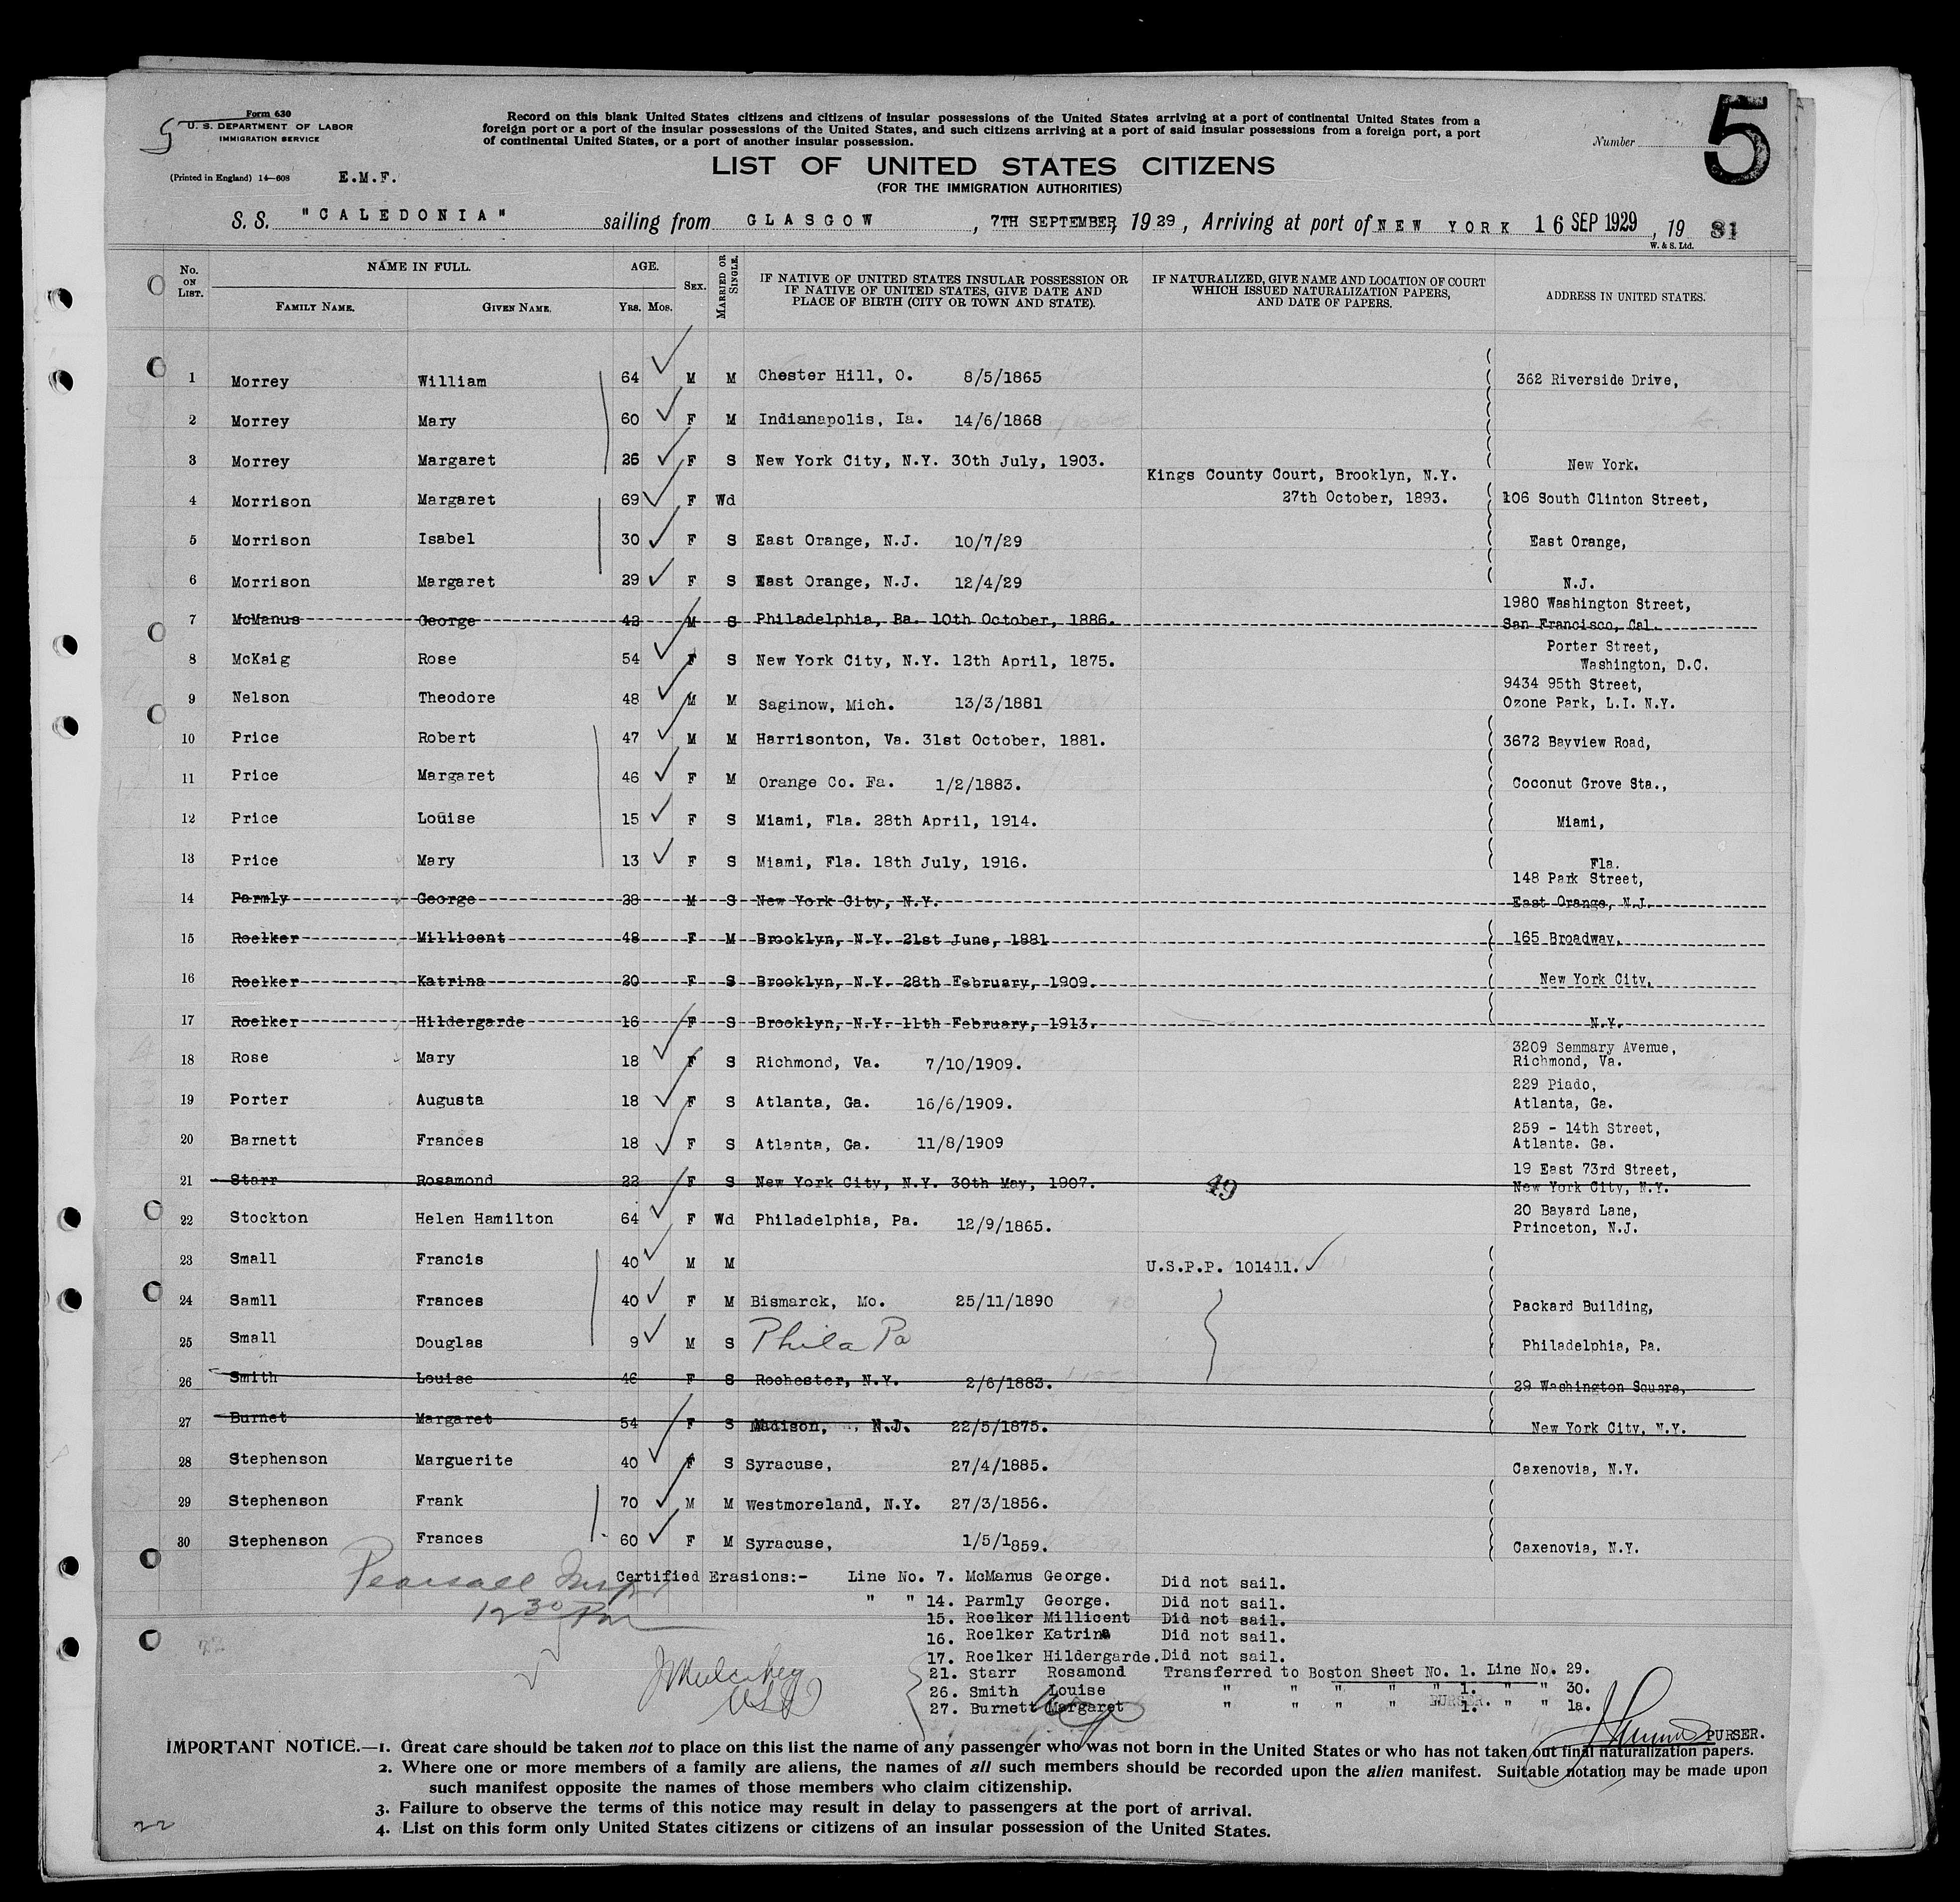 5
Form 630
U. S. DEPARTMENT OF LABOR
IMMIGRATION SERVICE
(Printed in England) 14—608
E.M.F.
Record on this blank United States citizens and citizens of insular possessions of the United States arriving at a port of continental United States from a
foreign port or a port of the insular possessions of the United States, and such citizens arriving at a port of said insular possessions from a foreign port, a port
of continental United States, or a port of another insular possession.
Number
5
LIST OF UNITED STATES CITIZENS
(FOR THE IMMIGRATION AUTHORITIES)
S. S. "CALEDONIA" sailing from GLASGOW, 7TH SEPTEMBER, 1929, Arriving at port of NEW YORK 16 SEP 1929, 19 31
W. & S. Ltd.
No. ON LIST. NAME IN FULL. AGE. SEX. MARRIED OR SINGLE. IF NATIVE OF UNITED STATES INSULAR POSSESSION OR IF NATIVE OF UNITED STATES, GIVE DATE AND PLACE OF BIRTH (CITY OR TOWN AND STATE). IF NATURALIZED, GIVE NAME AND LOCATION OF COURT WHICH ISSUED NATURALIZATION PAPERS, AND DATE OF PAPERS. ADDRESS IN UNITED STATES.
FAMILY NAME. GIVEN NAME. YRS. MOS.
1 Morrey William 64 M M Chester Hill, O. 8/5/1865 362 Riverside Drive,
2 Morrey Mary 60 F M Indianapolis, Ia. 14/6/1868
3 Morrey Margaret 26 F S New York City, N.Y. 30th July, 1903. New York.
Kings County Court, Brooklyn, N.Y.
4 Morrison Margaret 69 F Wd 27th October, 1893. 106 South Clinton Street,
5 Morrison Isabel 30 F S East Orange, N.J. 10/7/29 East Orange,
6 Morrison Margaret 29 F S East Orange, N.J. 12/4/29 N.J.
1980 Washington Street,
7 McManus George 42 M S Philadelphia, Pa. 10th October, 1886. San Francisco, Cal.
Porter Street,
8 McKaig Rose 54 F S New York City, N.Y. 12th April, 1875. Washington, D.C.
9434 95th Street,
9 Nelson Theodore 48 M M Saginow, Mich. 13/3/1881 Ozone Park, L.I. N.Y.
10 Price Robert 47 M M Harrisonton, Va. 31st October, 1881. 3672 Bayview Road,
11 Price Margaret 46 F M Orange Co. Fa. 1/2/1883. Coconut Grove Sta.,
12 Price Louise 15 F S Miami, Fla. 28th April, 1914. Miami,
13 Price Mary 13 F S Miami, Fla. 18th July, 1916. Fla.
148 Park Street,
14 Parmly George 28 M S New York City, N.Y. East Orange, N.J.
15 Roelker Millicent 48 F M Brooklyn, N.Y. 21st June, 1881 165 Broadway,
16 Roelker Katrina 20 F S Brooklyn, N.Y. 28th February, 1909. New York City,
17 Roelker Hildergarde 16 F S Brooklyn, N.Y. 11th February, 1913. N.Y.
3209 Semmary Avenue,
18 Rose Mary 18 F S Richmond, Va. 7/10/1909. Richmond, Va.
229 Piado,
19 Porter Augusta 18 F S Atlanta, Ga. 16/6/1909. Atlanta, Ga.
259 - 14th Street,
20 Barnett Frances 18 F S Atlanta, Ga. 11/8/1909 Atlanta. Ga.
19 East 73rd Street,
21 Starr Rosamond 22 F S New York City, N.Y. 30th May, 1907. 49 New York City, N.Y.
20 Bayard Lane,
22 Stockton Helen Hamilton 64 F Wd Philadelphia, Pa. 12/9/1865. Princeton, N.J.
23 Small Francis 40 M M U.S.P.P. 101411.
24 Samll Frances 40 F M Bismarck, Mo. 25/11/1890 Packard Building,
25 Small Douglas 9 M S Phila Pa Philadelphia, Pa.
26 Smith Louise 46 F S Rochester, N.Y. 2/6/1883. 29 Washington Square,
27 Burnet Margaret 54 F S Madison, N.J. 22/5/1875. New York City, N.Y.
28 Stephenson Marguerite 40 F S Syracuse, 27/4/1885. Caxenovia, N.Y.
29 Stephenson Frank 70 M M Westmoreland, N.Y. 27/3/1856.
30 Stephenson Frances 60 F M Syracuse, 1/5/1859. Caxenovia, N.Y.
Pearsall Insp
12 30 Pm
Certified Erasions:- Line No. 7. McManus George. Did not sail.
" " 14. Parmly George. Did not sail.
15. Roelker Millicent Did not sail.
16. Roelker Katrina Did not sail.
17. Roelker Hildergarde. Did not sail.
21. Starr Rosamond Transferred to Boston Sheet No. 1. Line No. 29.
26. Smith Louise " " " " 1. " " 30.
27. Burnett Margaret " " " " 1. " " 1a.
PURSER.
PURSER.
IMPORTANT NOTICE.—1. Great care should be taken not to place on this list the name of any passenger who was not born in the United States or who has not taken out final naturalization papers.
2. Where one or more members of a family are aliens, the names of all such members should be recorded upon the alien manifest. Suitable notation may be made upon
such manifest opposite the names of those members who claim citizenship.
3. Failure to observe the terms of this notice may result in delay to passengers at the port of arrival.
4. List on this form only United States citizens or citizens of an insular possession of the United States.
22